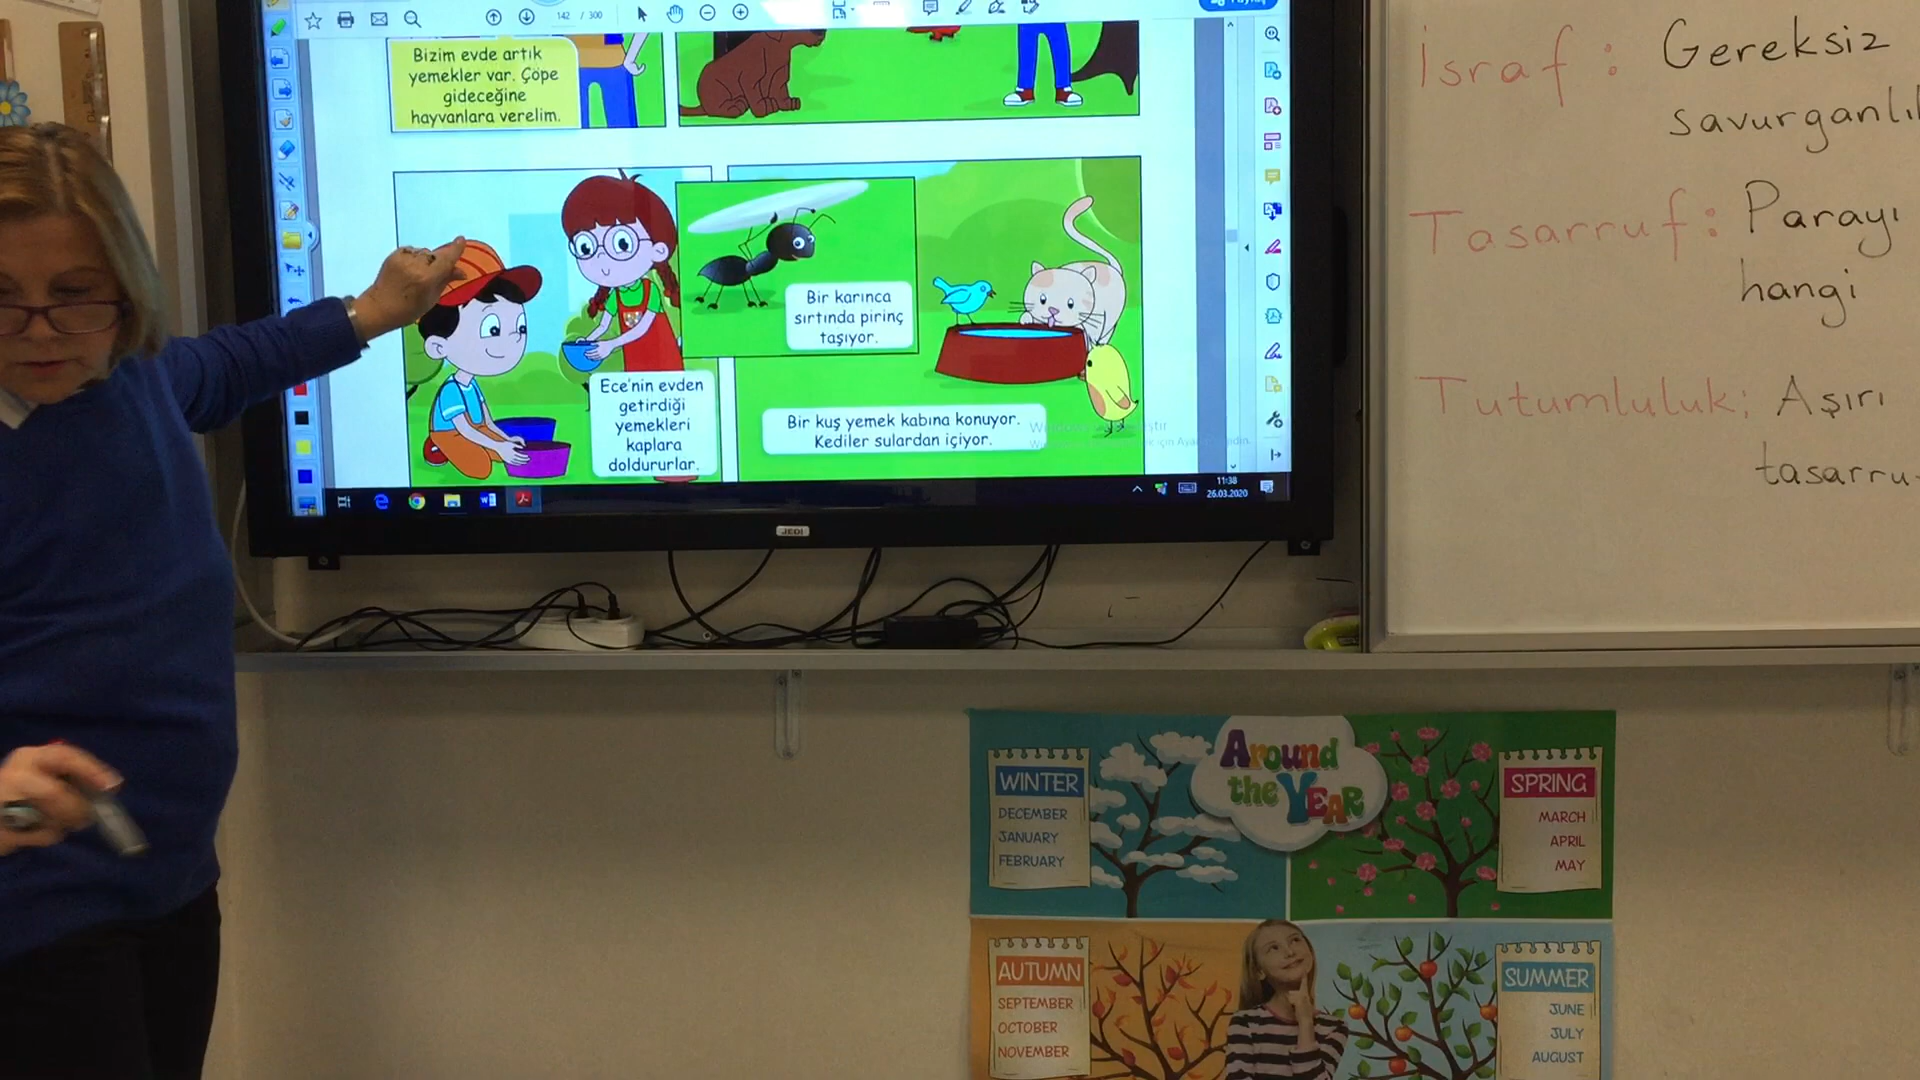 142 / 300
Bizim evde artık
yemekler var. Çöpe
gideceğine
hayvanlara verelim.
Bir karınca
sırtında pirinç
taşıyor.
Ece'nin evden
getirdiği
yemekleri
kaplara
doldururlar.
Bir kuş yemek kabına konuyor.
Kediler sulardan içiyor.
11:38
26.03.2020
JEDI
İsraf : Gereksiz
Tasarruf : Parayı
hangi
Tutumluluk : Aşırı
Around
the YEAR
WINTER
DECEMBER
JANUARY
FEBRUARY
SPRING
MARCH
APRIL
MAY
AUTUMN
SEPTEMBER
OCTOBER
NOVEMBER
SUMMER
JUNE
JULY
AUGUST